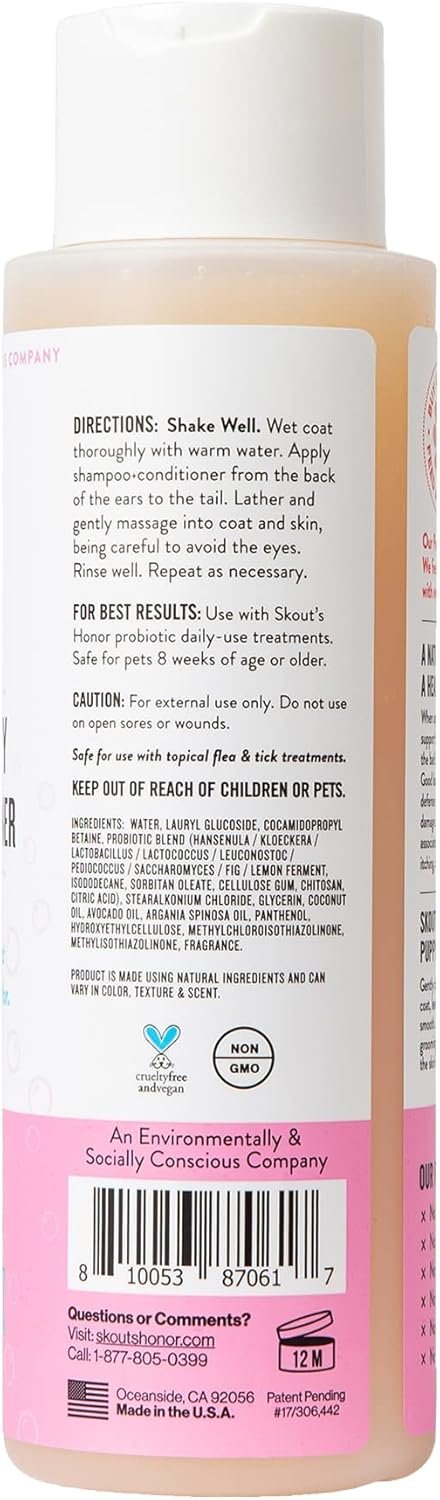 COMPANY
DIRECTIONS: Shake Well. Wet coat
thoroughly with warm water. Apply
shampoo+conditioner from the back
of the ears to the tail. Lather and
gently massage into coat and skin,
being careful to avoid the eyes.
Rinse well. Repeat as necessary.
FOR BEST RESULTS: Use with Skout's
Honor probiotic daily-use treatments.
Safe for pets 8 weeks of age or older.
CAUTION: For external use only. Do not use
on open sores or wounds.
Safe for use with topical flea & tick treatments.
KEEP OUT OF REACH OF CHILDREN OR PETS.
INGREDIENTS: WATER, LAURYL GLUCOSIDE, COCAMIDOPROPYL
BETAINE, PROBIOTIC BLEND (HANSENULA / KLOECKERA /
LACTOBACILLUS / LACTOCOCCUS / LEUCONOSTOC /
PEDIOCOCCUS / SACCHAROMYCES / FIG / LEMON FERMENT,
ISODODECANE, SORBITAN OLEATE, CELLULOSE GUM, CHITOSAN,
CITRIC ACID), STEARALKONIUM CHLORIDE, GLYCERIN, COCONUT
OIL, AVOCADO OIL, ARGANIA SPINOSA OIL, PANTHENOL,
HYDROXYETHYLCELLULOSE, METHYLCHLOROISOTHIAZOLINONE,
METHYLISOTHIAZOLINONE, FRAGRANCE.
PRODUCT IS MADE USING NATURAL INGREDIENTS AND CAN
VARY IN COLOR, TEXTURE & SCENT.
crueltyfree
andvegan
NON
GMO
An Environmentally &
Socially Conscious Company
8 10053 87061 7
Questions or Comments?
Visit: skoutshonor.com
Call: 1-877-805-0399
12 M
Oceanside, CA 92056
Made in the U.S.A.
Patent Pending
#17/306,442